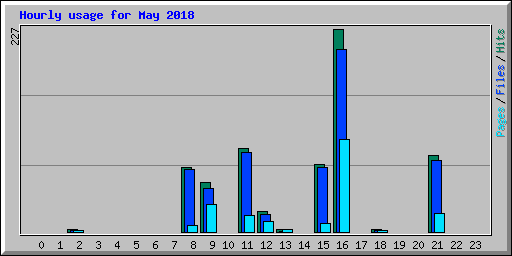 Hourly usage for May 2018
227
Pages/Files/Hits
0 1 2 3 4 5 6 7 8 9 10 11 12 13 14 15 16 17 18 19 20 21 22 23